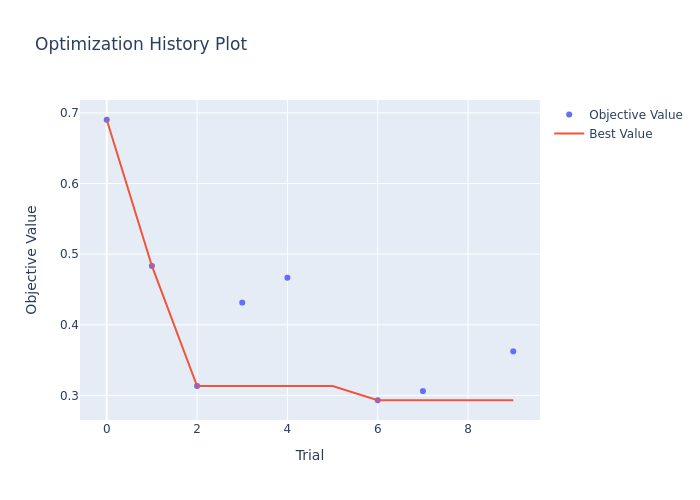 Optimization History Plot
Objective Value
Best Value
0.7
0.6
0.5
0.4
0.3
Objective Value
0
2
4
6
8
Trial